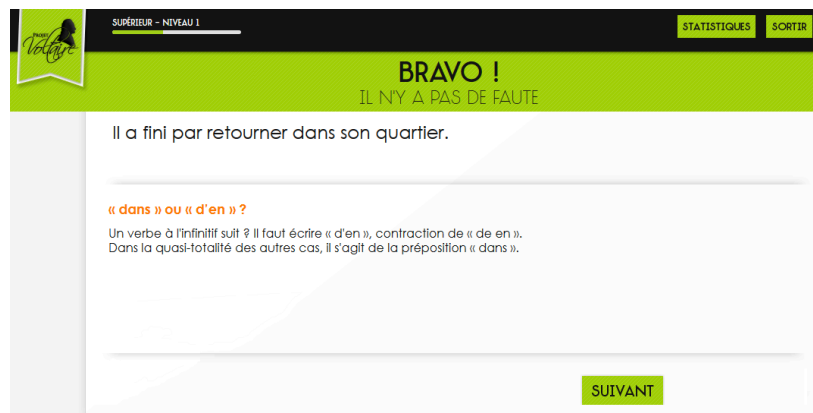 PROJET
Voltaire
SUPÉRIEUR - NIVEAU 1
STATISTIQUES
SORTIR
BRAVO !
IL N'Y A PAS DE FAUTE
Il a fini par retourner dans son quartier.
« dans » ou « d'en » ?
Un verbe à l'infinitif suit ? Il faut écrire « d'en », contraction de « de en ».
Dans la quasi-totalité des autres cas, il s'agit de la préposition « dans ».
SUIVANT